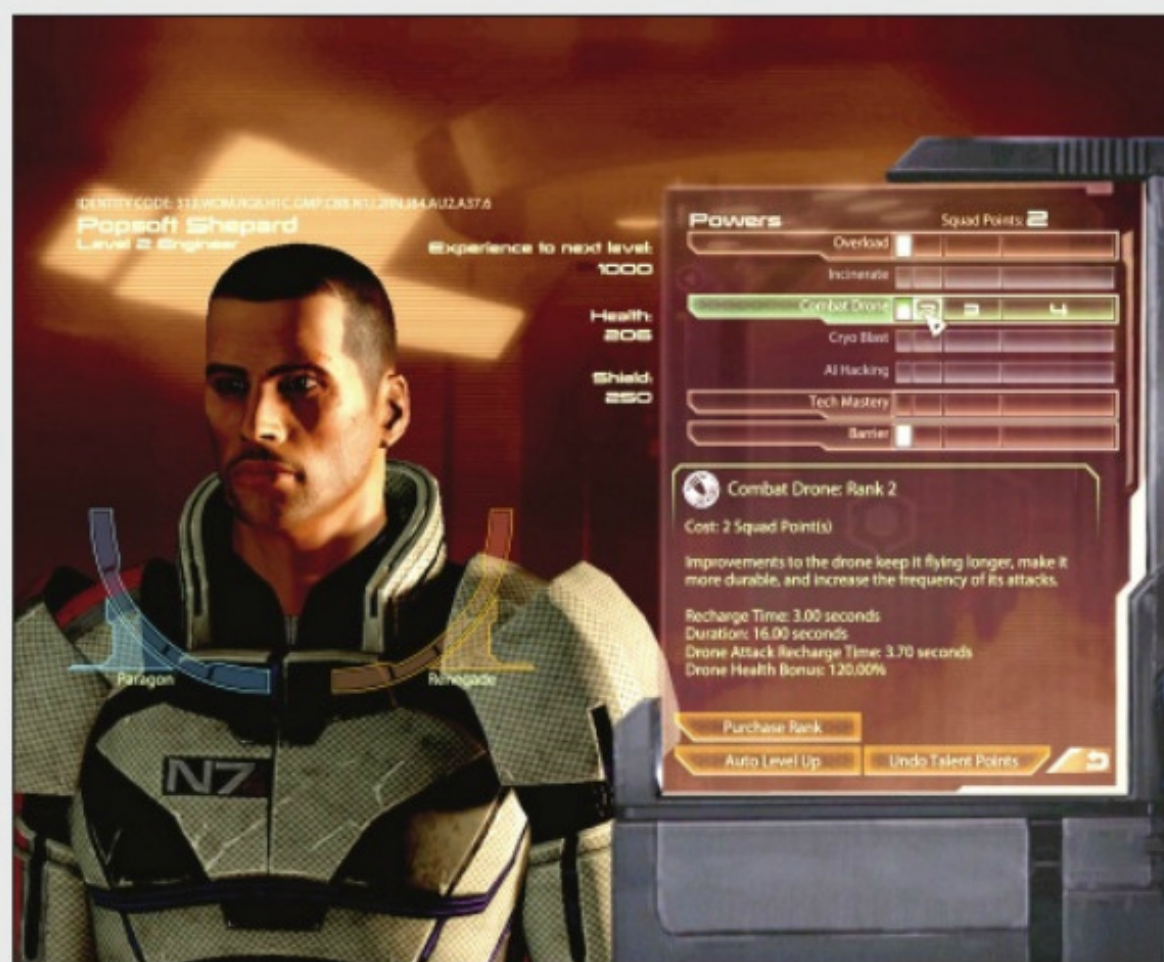 Popsoft Shepard
Level 2 Engineer
Experience to next level:
1000
Health:
206
Shield:
250
Paragon
Renegade
N7
Powers
Squad Points: 2
Overload
Incinerate
Combat Drone 2 3 4
Cryo Blast
AI Hacking
Tech Mastery
Barrier
Combat Drone: Rank 2
Cost: 2 Squad Point(s)
Improvements to the drone keep it flying longer, make it
more durable, and increase the frequency of its attacks.
Recharge Time: 3.00 seconds
Duration: 16.00 seconds
Drone Attack Recharge Time: 3.70 seconds
Drone Health Bonus: 120.00%
Purchase Rank
Auto Level Up
Undo Talent Points